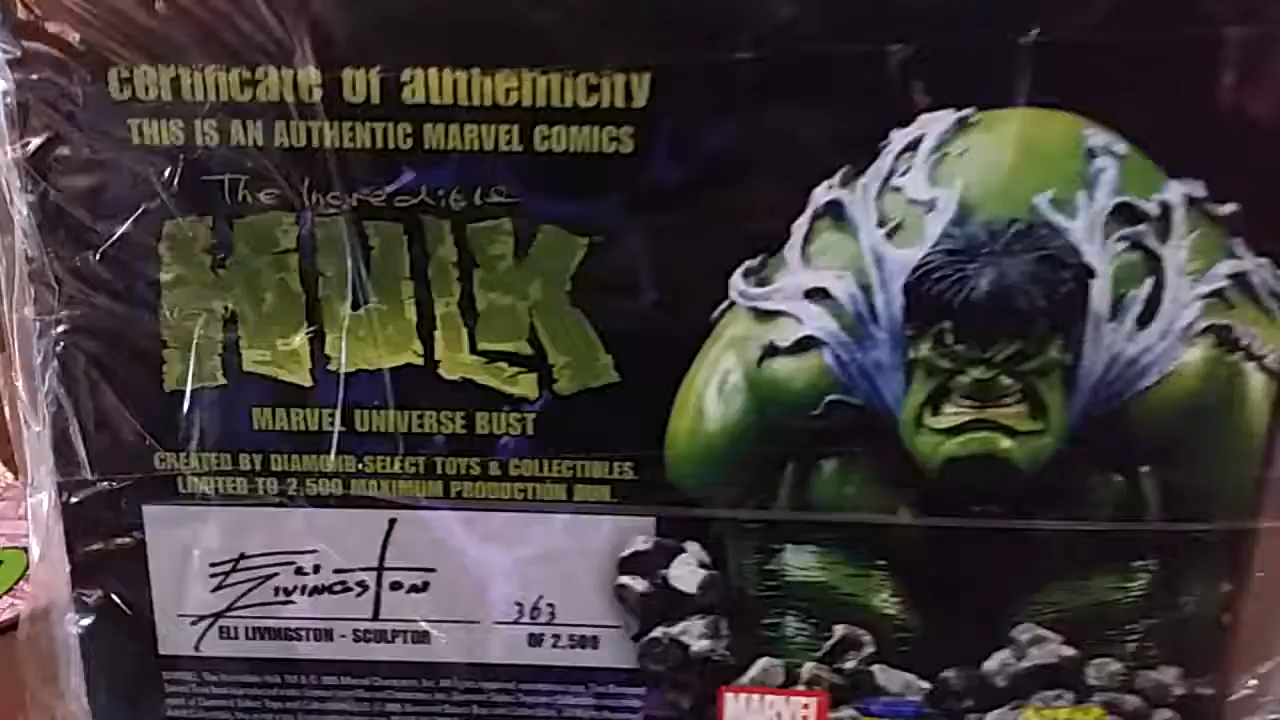 certificate of authenticity
THIS IS AN AUTHENTIC MARVEL COMICS
The Incredible
HULK
MARVEL UNIVERSE BUST
CREATED BY DIAMOND SELECT TOYS & COLLECTIBLES.
LIMITED TO 2,500 MAXIMUM PRODUCTION RUN.
ELI
LIVINGSTON
363
ELI LIVINGSTON - SCULPTOR
OF 2,500
MARVEL